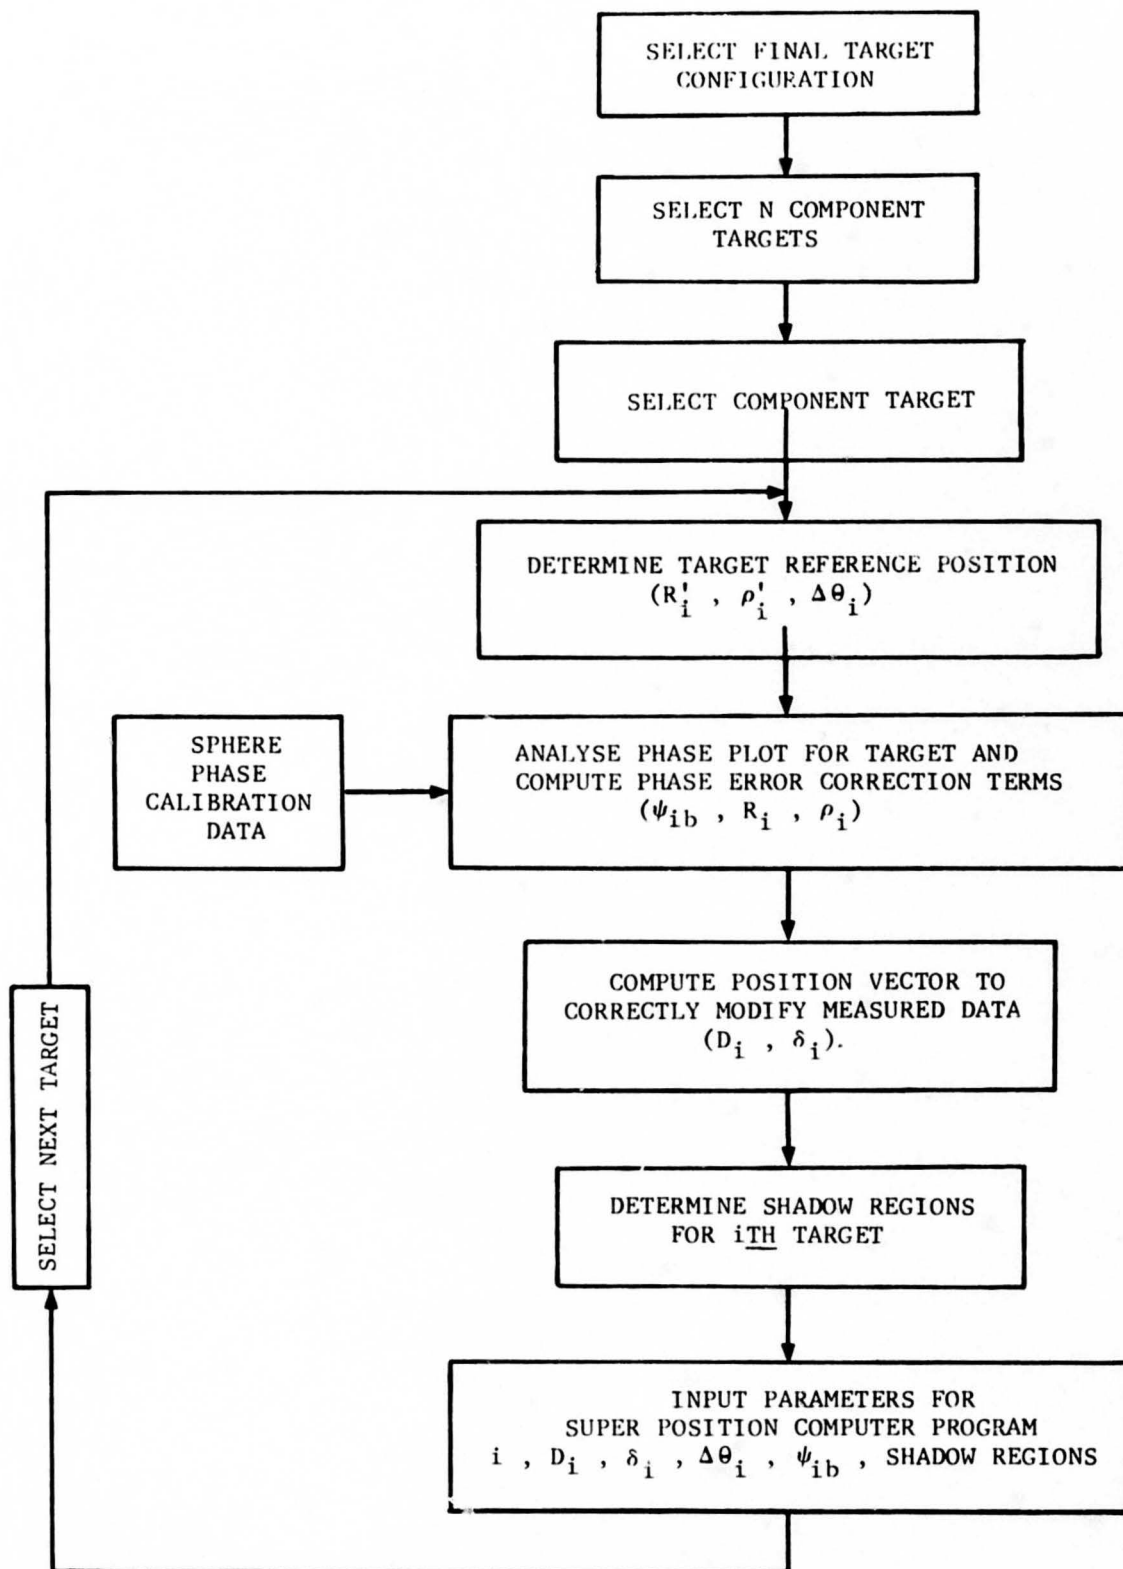 SELECT FINAL TARGET
CONFIGURATION
SELECT N COMPONENT
TARGETS
SELECT COMPONENT TARGET
DETERMINE TARGET REFERENCE POSITION
(R'i , ρ'i , Δθi)
SPHERE
PHASE
CALIBRATION
DATA
ANALYSE PHASE PLOT FOR TARGET AND
COMPUTE PHASE ERROR CORRECTION TERMS
(ψib , Ri , ρi)
COMPUTE POSITION VECTOR TO
CORRECTLY MODIFY MEASURED DATA
(Di , δi).
SELECT NEXT TARGET
DETERMINE SHADOW REGIONS
FOR iTH TARGET
INPUT PARAMETERS FOR
SUPER POSITION COMPUTER PROGRAM
i , Di , δi , Δθi , ψib , SHADOW REGIONS